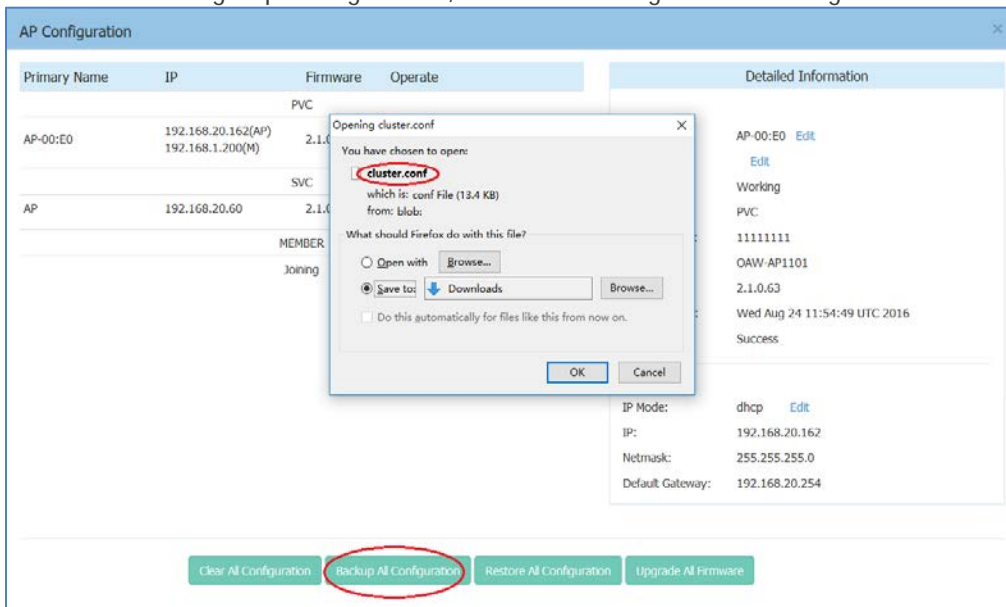 AP Configuration
Primary Name IP Firmware Operate
PVC
AP-00:E0 192.168.20.162(AP)
192.168.1.200(M)
SVC
AP 192.168.20.60
MEMBER
Joining
Opening cluster.conf
You have chosen to open:
cluster.conf
which is: conf File (13.4 KB)
from: blob:
What should Firefox do with this file?
Open with Browse...
Save to: Downloads Browse...
Do this automatically for files like this from now on.
OK Cancel
Detailed Information
AP-00:E0 Edit
Edit
Working
PVC
11111111
OAW-AP1101
2.1.0.63
Wed Aug 24 11:54:49 UTC 2016
Success
IP Mode: dhcp Edit
IP: 192.168.20.162
Netmask: 255.255.255.0
Default Gateway: 192.168.20.254
Clear All Configuration Backup All Configuration Restore All Configuration Upgrade All Firmware